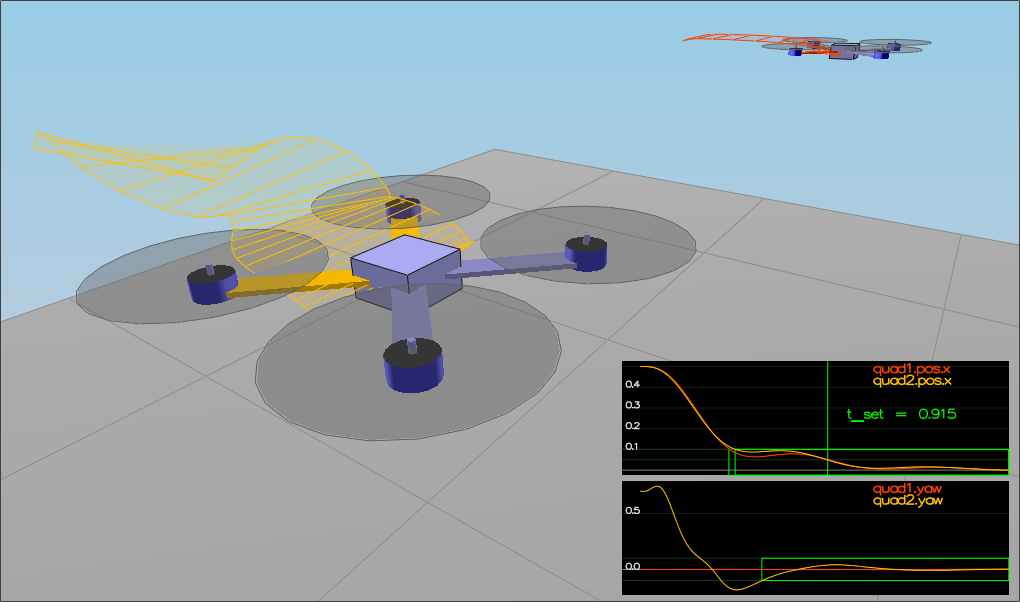 quad1.pos.x
quad2.pos.x
0.4
0.3
t_set = 0.915
0.2
0.1
quad1.yaw
quad2.yaw
0.5
0.0